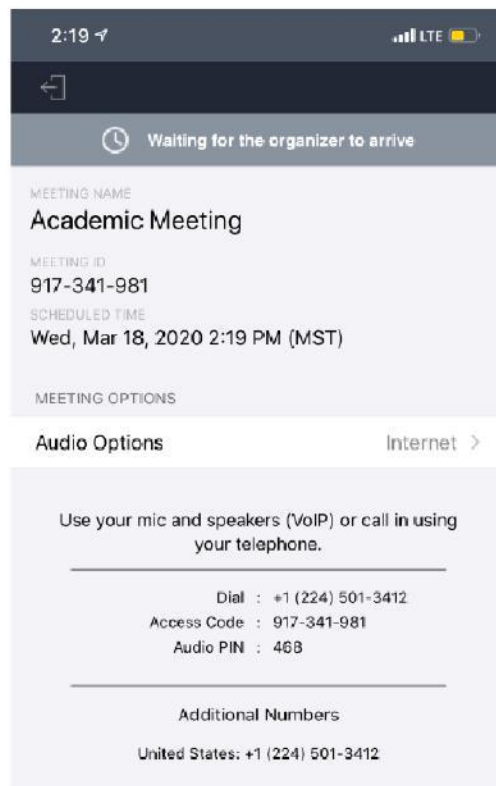 2:19
LTE
Waiting for the organizer to arrive
MEETING NAME
Academic Meeting
MEETING ID
917-341-981
SCHEDULED TIME
Wed, Mar 18, 2020 2:19 PM (MST)
MEETING OPTIONS
Audio Options Internet >
Use your mic and speakers (VoIP) or call in using
your telephone.
Dial : +1 (224) 501-3412
Access Code : 917-341-981
Audio PIN : 468
Additional Numbers
United States: +1 (224) 501-3412